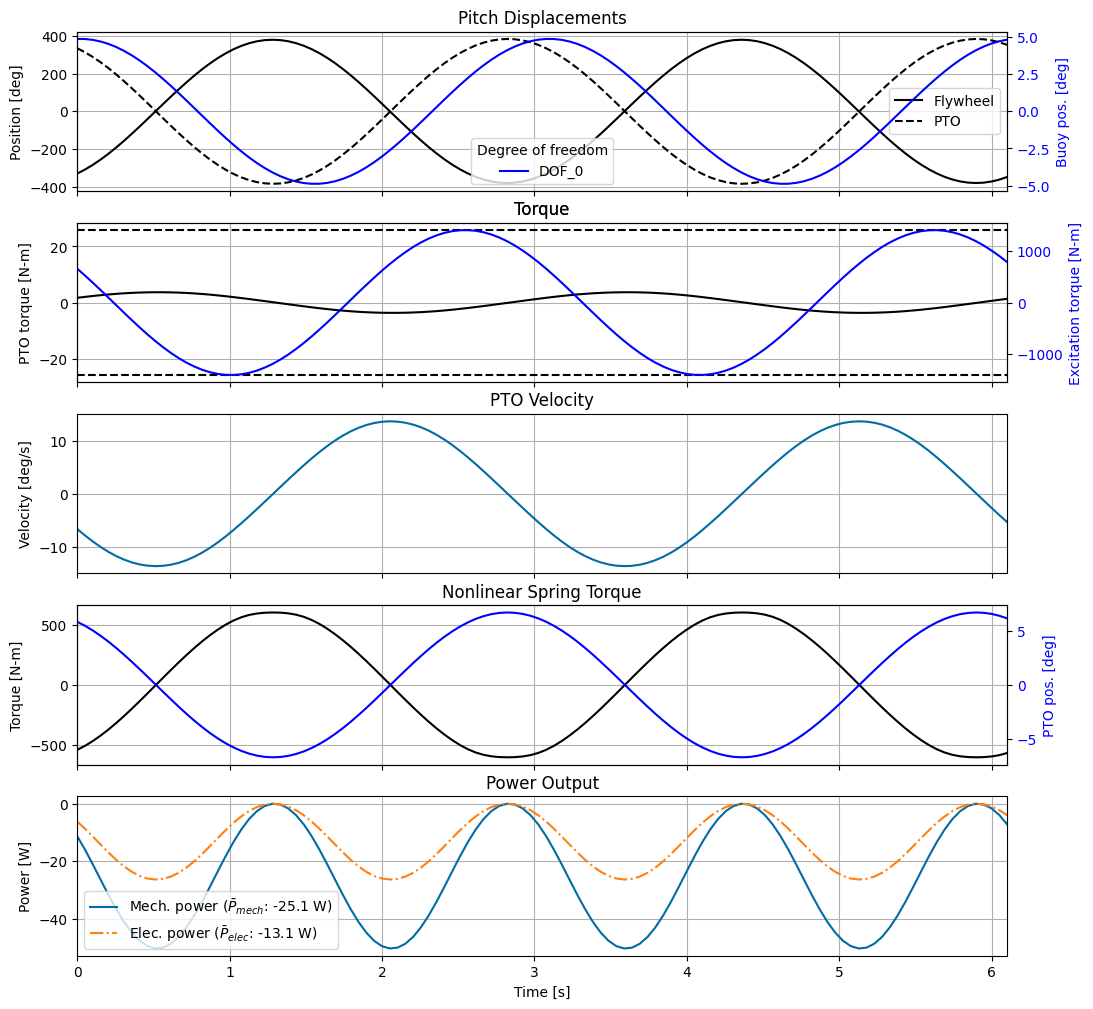 Pitch Displacements
400
200
0
−200
−400
Position [deg]
5.0
2.5
0.0
−2.5
−5.0
Buoy pos. [deg]
Flywheel
PTO
Degree of freedom
DOF_0
Torque
20
0
−20
PTO torque [N-m]
1000
0
−1000
Excitation torque [N-m]
PTO Velocity
10
0
−10
Velocity [deg/s]
Nonlinear Spring Torque
500
0
−500
Torque [N-m]
5
0
−5
PTO pos. [deg]
Power Output
0
−20
−40
Power [W]
Mech. power (P̄mech: -25.1 W)
Elec. power (P̄elec: -13.1 W)
0 1 2 3 4 5 6
Time [s]